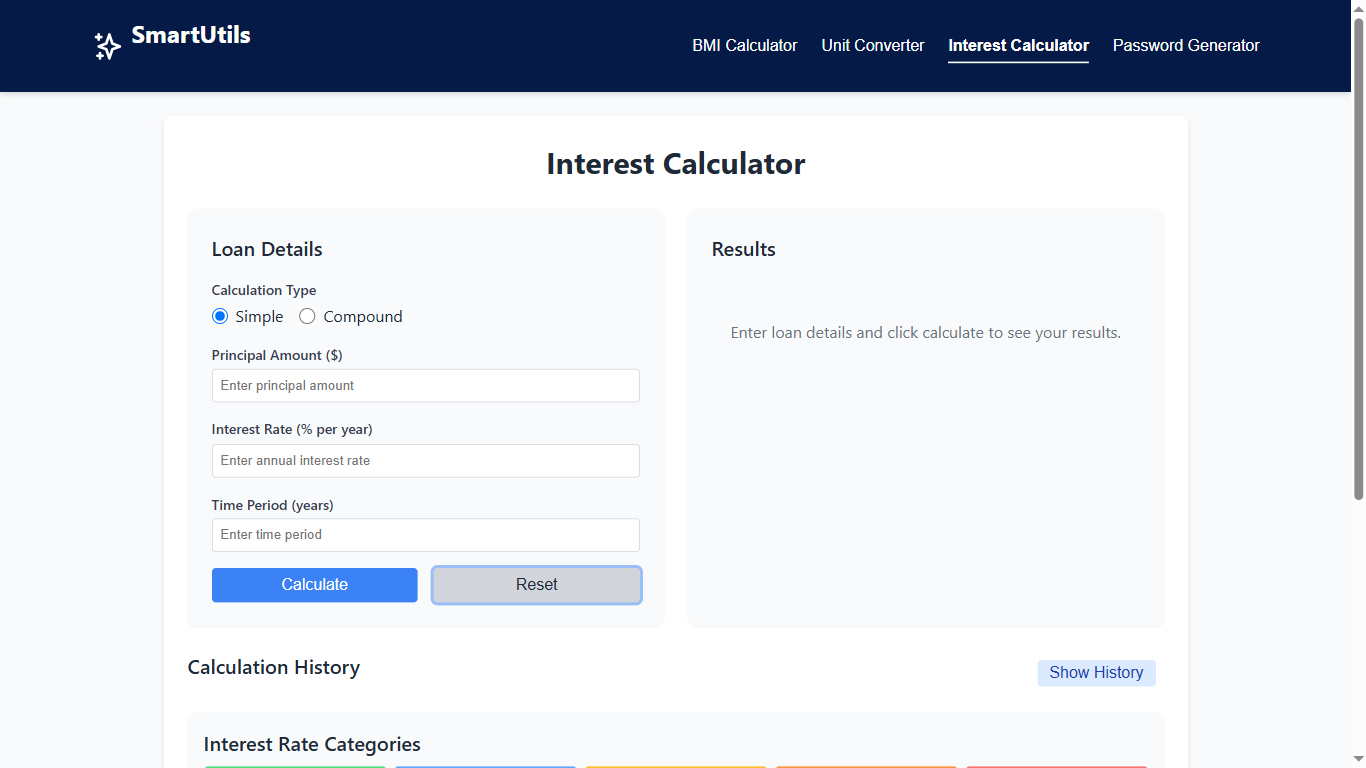 SmartUtils
BMI Calculator Unit Converter Interest Calculator Password Generator
Interest Calculator
Loan Details
Calculation Type
Simple Compound
Principal Amount ($)
Enter principal amount
Interest Rate (% per year)
Enter annual interest rate
Time Period (years)
Enter time period
Calculate Reset
Results
Enter loan details and click calculate to see your results.
Calculation History
Show History
Interest Rate Categories